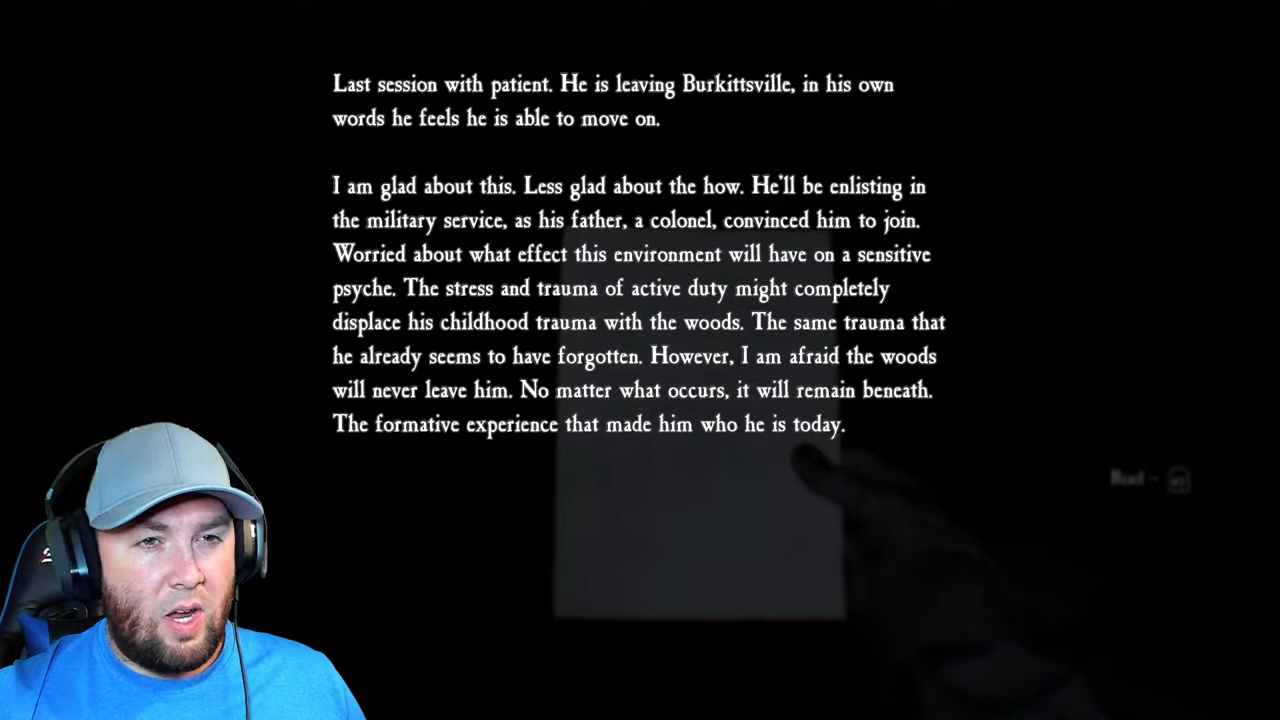 Last session with patient. He is leaving Burkittsville, in his own
words he feels he is able to move on.
I am glad about this. Less glad about the how. He'll be enlisting in
the military service, as his father, a colonel, convinced him to join.
Worried about what effect this environment will have on a sensitive
psyche. The stress and trauma of active duty might completely
displace his childhood trauma with the woods. The same trauma that
he already seems to have forgotten. However, I am afraid the woods
will never leave him. No matter what occurs, it will remain beneath.
The formative experience that made him who he is today.
Read -